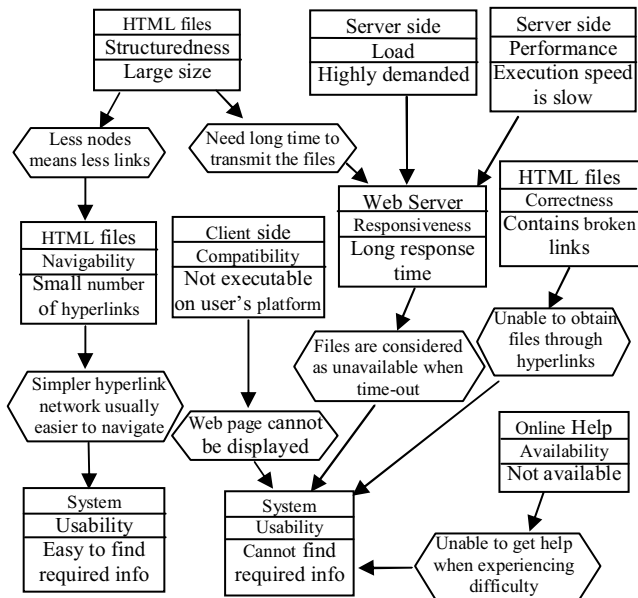 HTML files
Structuredness
Large size
Server side
Load
Highly demanded
Server side
Performance
Execution speed
is slow
Less nodes
means less links
Need long time to
transmit the files
HTML files
Navigability
Small number
of hyperlinks
Client side
Compatibility
Not executable
on user's platform
Web Server
Responsiveness
Long response
time
HTML files
Correctness
Contains broken
links
Simpler hyperlink
network usually
easier to navigate
Web page cannot
be displayed
Files are considered
as unavailable when
time-out
Unable to obtain
files through
hyperlinks
Online Help
Availability
Not available
System
Usability
Easy to find
required info
System
Usability
Cannot find
required info
Unable to get help
when experiencing
difficulty